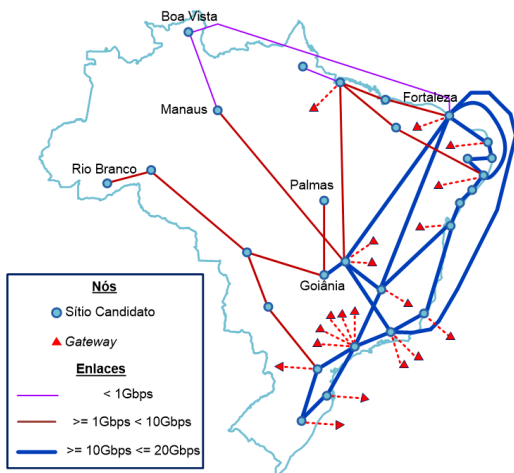 Boa Vista
Fortaleza
Manaus
Rio Branco
Palmas
Goiânia
Nós
Sítio Candidato
Gateway
Enlaces
< 1Gbps
>= 1Gbps < 10Gbps
>= 10Gbps <= 20Gbps